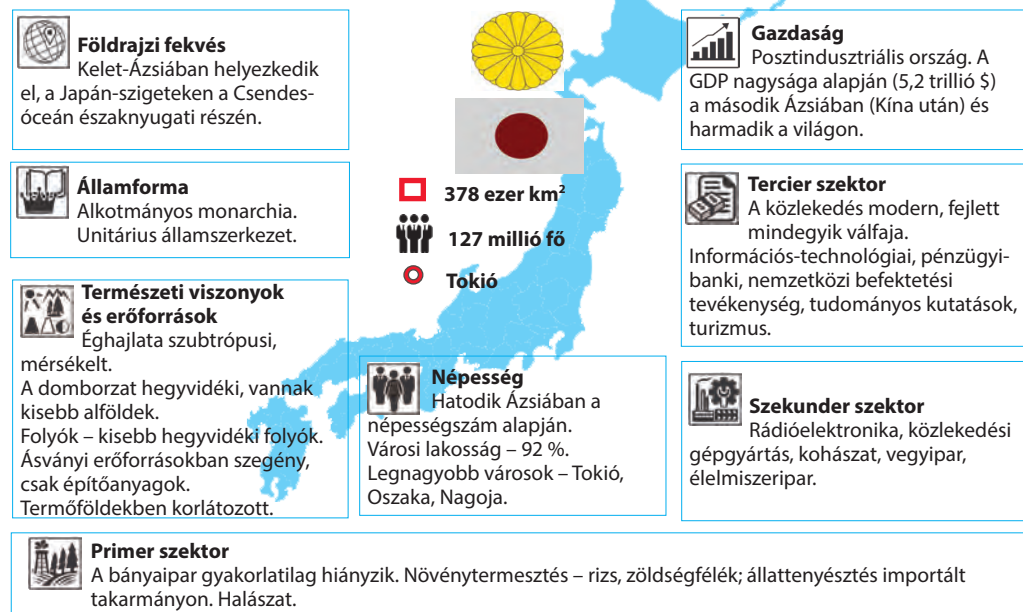 Földrajzi fekvés
Kelet-Ázsiában helyezkedik
el, a Japán-szigeteken a Csendes-
óceán északnyugati részén.
Államforma
Alkotmányos monarchia.
Unitárius államszerkezet.
Természeti viszonyok
és erőforrások
Éghajlata szubtrópusi,
mérsékelt.
A domborzat hegyvidéki, vannak
kisebb alföldek.
Folyók – kisebb hegyvidéki folyók.
Ásványi erőforrásokban szegény,
csak építőanyagok.
Termőföldekben korlátozott.
378 ezer km²
127 millió fő
Tokió
Népesség
Hatodik Ázsiában a
népességszám alapján.
Városi lakosság – 92 %.
Legnagyobb városok – Tokió,
Oszaka, Nagoja.
Gazdaság
Posztindusztriális ország. A
GDP nagysága alapján (5,2 trillió $)
a második Ázsiában (Kína után) és
harmadik a világon.
Tercier szektor
A közlekedés modern, fejlett
mindegyik válfaja.
Információs-technológiai, pénzügyi-
banki, nemzetközi befektetési
tevékenység, tudományos kutatások,
turizmus.
Szekunder szektor
Rádióelektronika, közlekedési
gépgyártás, kohászat, vegyipar,
élelmiszeripar.
Primer szektor
A bányaipar gyakorlatilag hiányzik. Növénytermesztés – rizs, zöldségfélék; állattenyésztés importált
takarmányon. Halászat.